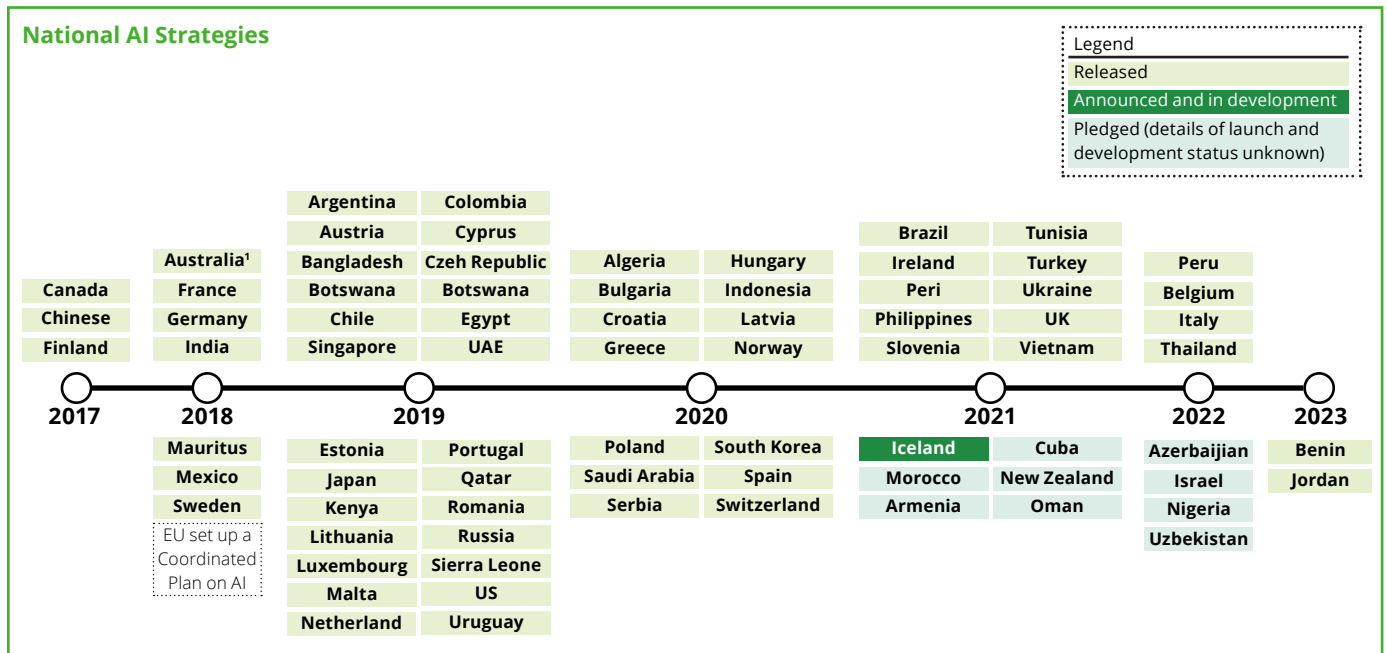 National AI Strategies
Legend
Released
Announced and in development
Pledged (details of launch and
development status unknown)
Canada
Chinese
Finland
Australia¹
France
Germany
India
Argentina
Austria
Bangladesh
Botswana
Chile
Singapore
Colombia
Cyprus
Czeh Republic
Botswana
Egypt
UAE
Algeria
Bulgaria
Croatia
Greece
Hungary
Indonesia
Latvia
Norway
Brazil
Ireland
Peri
Philippines
Slovenia
Tunisia
Turkey
Ukraine
UK
Vietnam
Peru
Belgium
Italy
Thailand
2017
2018
2019
2020
2021
2022
2023
Mauritus
Mexico
Sweden
EU set up a
Coordinated
Plan on AI
Estonia
Japan
Kenya
Lithuania
Luxembourg
Malta
Netherland
Portugal
Qatar
Romania
Russia
Sierra Leone
US
Uruguay
Poland
Saudi Arabia
Serbia
South Korea
Spain
Switzerland
Iceland
Morocco
Armenia
Cuba
New Zealand
Oman
Azerbaijian
Israel
Nigeria
Uzbekistan
Benin
Jordan